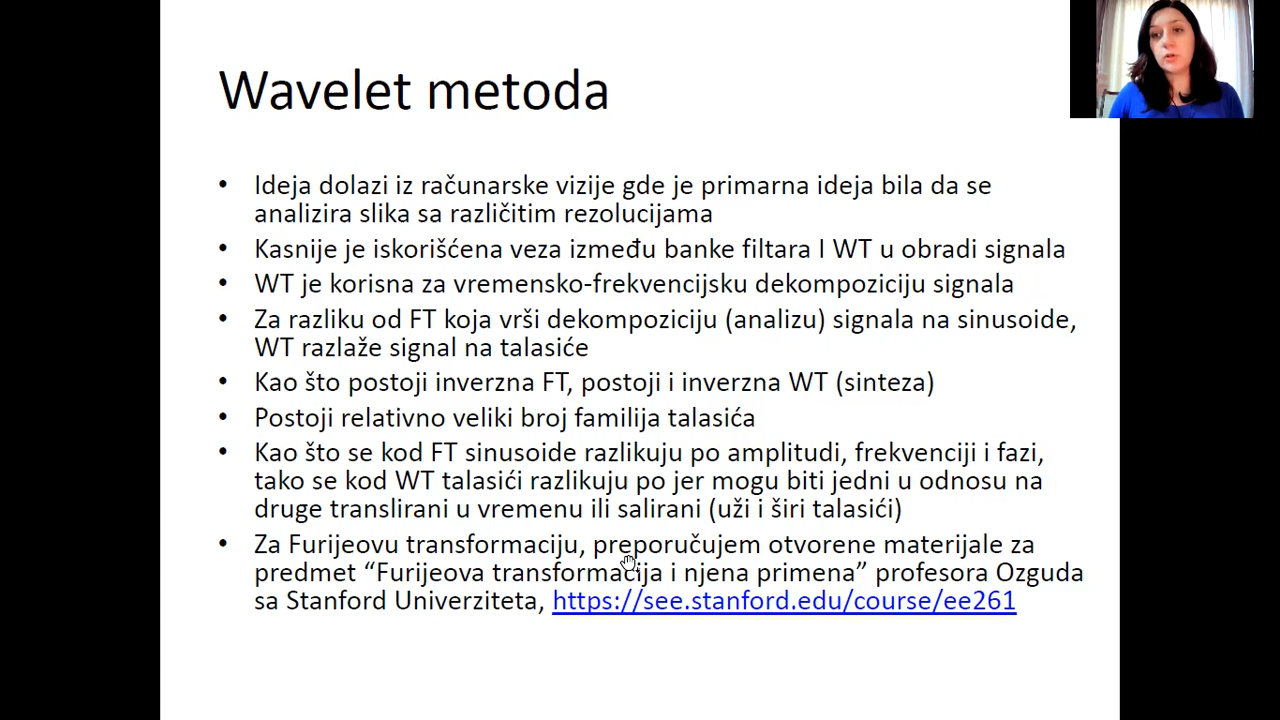 Wavelet metoda
• Ideja dolazi iz računarske vizije gde je primarna ideja bila da se
analizira slika sa različitim rezolucijama
• Kasnije je iskorišćena veza između banke filtara I WT u obradi signala
• WT je korisna za vremensko-frekvencijsku dekompoziciju signala
• Za razliku od FT koja vrši dekompoziciju (analizu) signala na sinusoide,
WT razlaže signal na talasiće
• Kao što postoji inverzna FT, postoji i inverzna WT (sinteza)
• Postoji relativno veliki broj familija talasića
• Kao što se kod FT sinusoide razlikuju po amplitudi, frekvenciji i fazi,
tako se kod WT talasići razlikuju po jer mogu biti jedni u odnosu na
druge translirani u vremenu ili salirani (uži i širi talasići)
• Za Furijeovu transformaciju, preporučujem otvorene materijale za
predmet “Furijeova transformacija i njena primena” profesora Ozguda
sa Stanford Univerziteta, https://see.stanford.edu/course/ee261